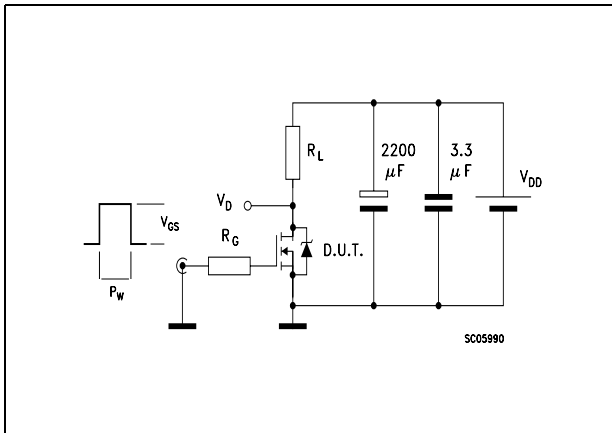 R_L
2200
μF
3.3
μF
V_DD
V_D
V_GS
R_G
D.U.T.
P_W
SC05990